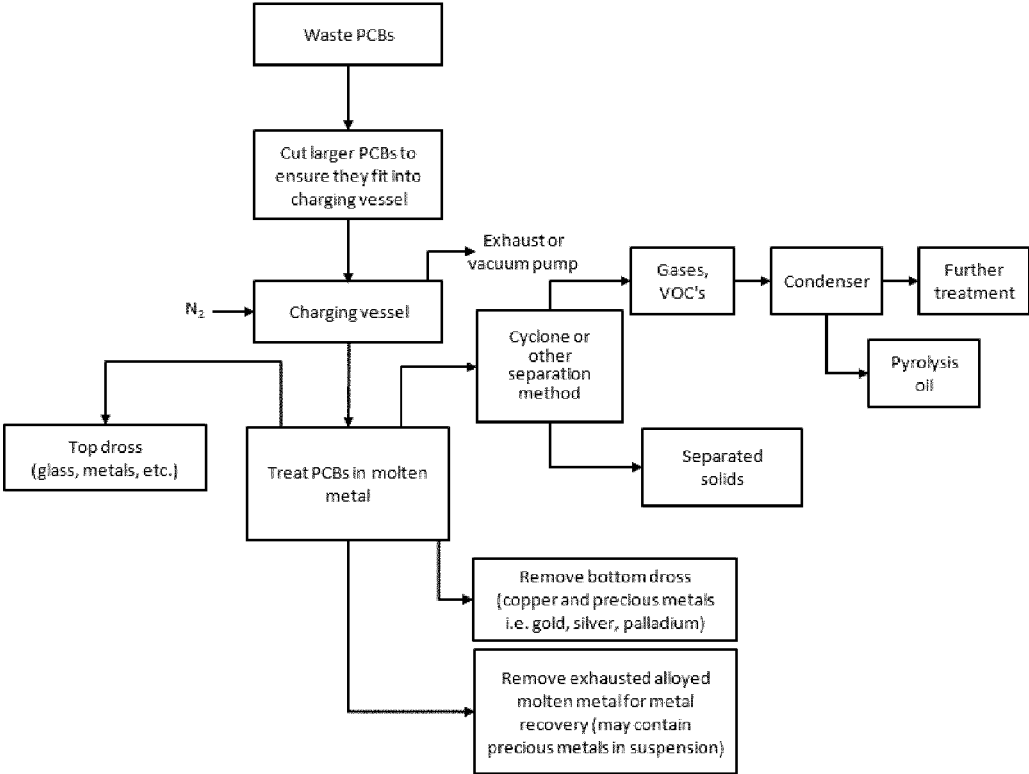 Waste PCBs
Cut larger PCBs to
ensure they fit into
charging vessel
Exhaust or
vacuum pump
N₂
Charging vessel
Gases,
VOC's
Condenser
Further
treatment
Cyclone or
other
separation
method
Pyrolysis
oil
Top dross
(glass, metals, etc.)
Treat PCBs in molten
metal
Separated
solids
Remove bottom dross
(copper and precious metals
i.e. gold, silver, palladium)
Remove exhausted alloyed
molten metal for metal
recovery (may contain
precious metals in suspension)